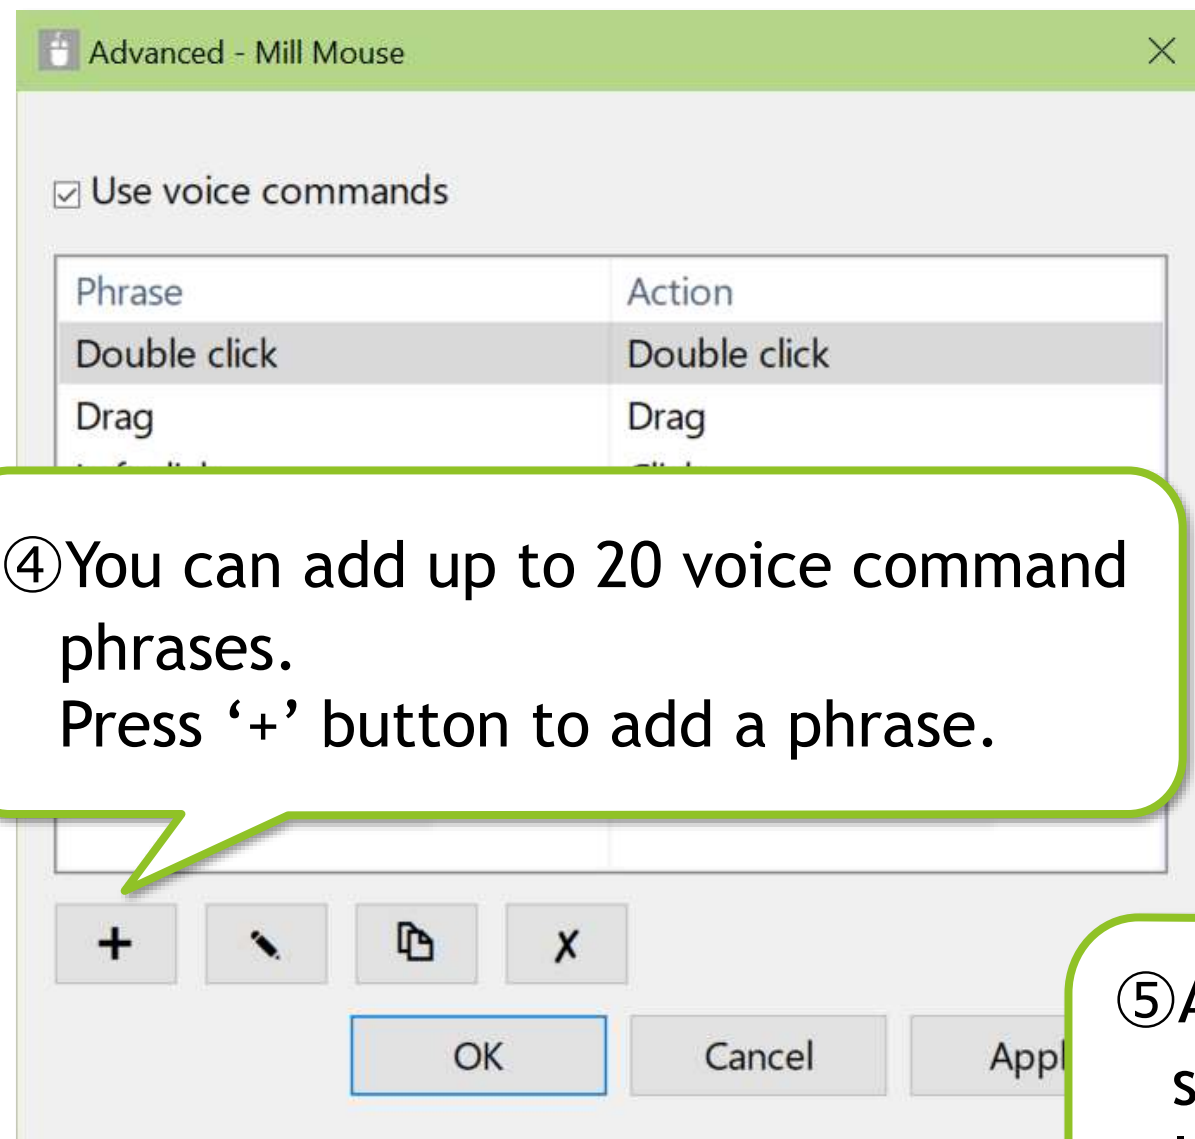 Advanced - Mill Mouse
Use voice commands
Phrase Action
Double click Double click
Drag Drag
④You can add up to 20 voice command
phrases.
Press ‘+’ button to add a phrase.
⑤
OK Cancel